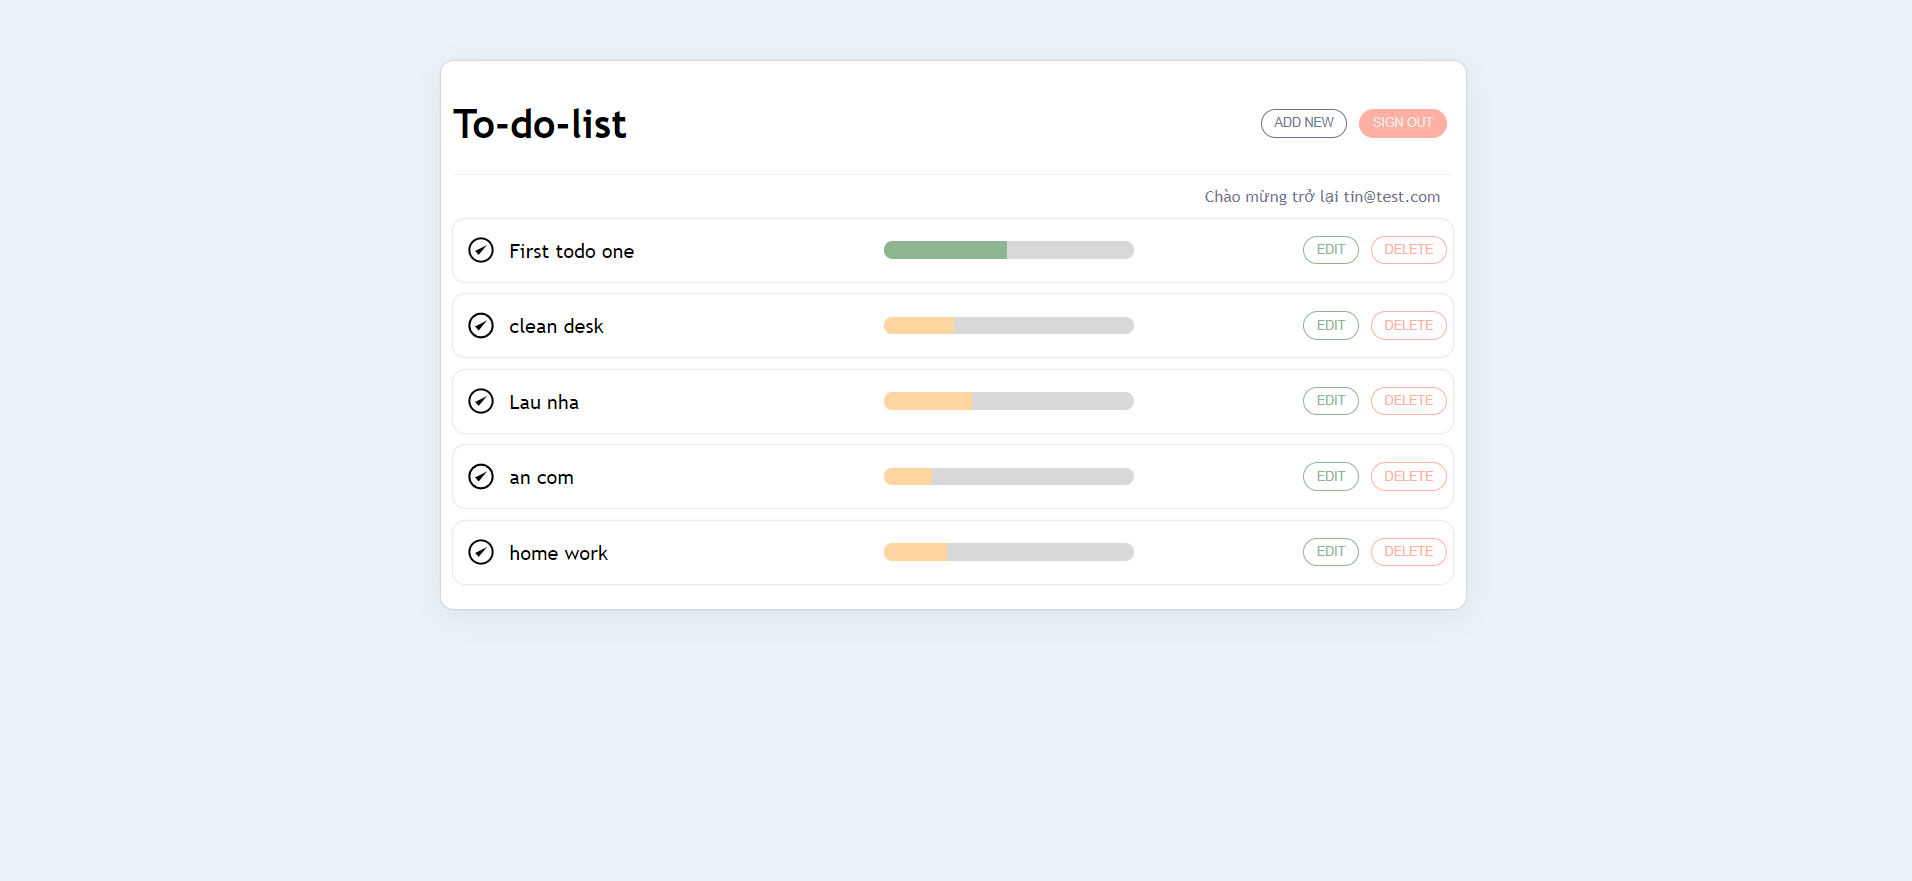 To-do-list ADD NEW SIGN OUT
Chào mừng trở lại tin@test.com
First todo one EDIT DELETE
clean desk EDIT DELETE
Lau nha EDIT DELETE
an com EDIT DELETE
home work EDIT DELETE